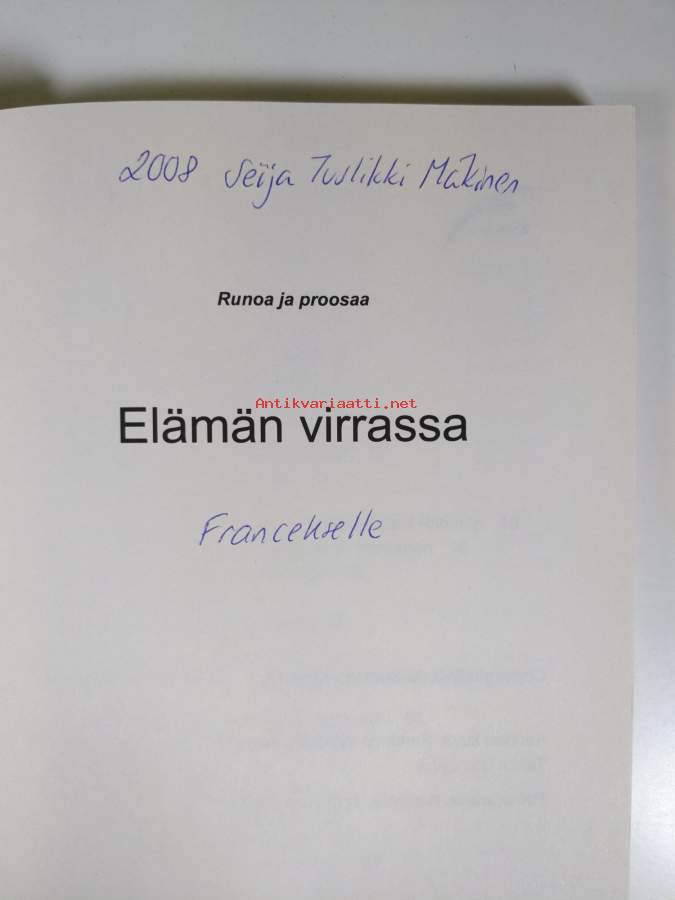 2008 Seija Tuulikki Mäkinen
Runoa ja proosaa
Antikvariaatti.net
Elämän virrassa
Francekselle